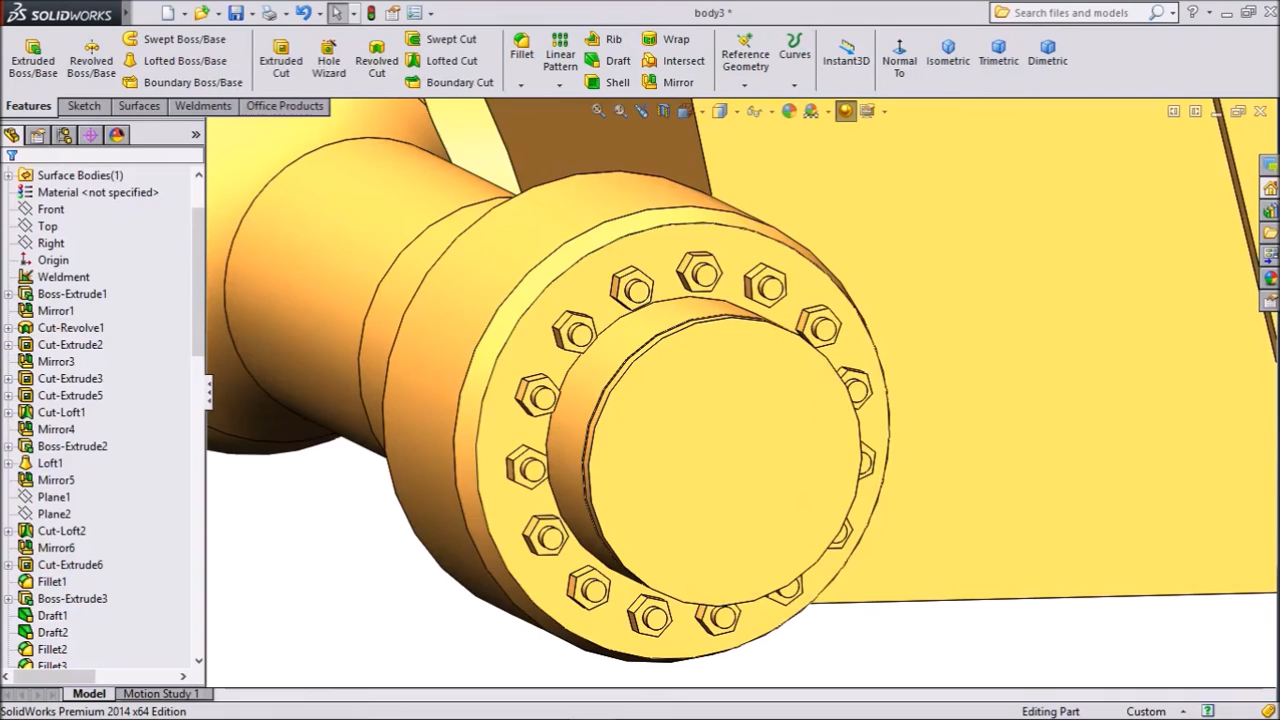 SOLIDWORKS
body3 *
Search files and models
Extruded Boss/Base
Revolved Boss/Base
Swept Boss/Base
Lofted Boss/Base
Boundary Boss/Base
Extruded Cut
Hole Wizard
Revolved Cut
Swept Cut
Lofted Cut
Boundary Cut
Fillet
Linear Pattern
Rib
Draft
Shell
Wrap
Intersect
Mirror
Reference Geometry
Curves
Instant3D
Normal To
Isometric
Trimetric
Dimetric
Features
Sketch
Surfaces
Weldments
Office Products
Surface Bodies(1)
Material <not specified>
Front
Top
Right
Origin
Weldment
Boss-Extrude1
Mirror1
Cut-Revolve1
Cut-Extrude2
Mirror3
Cut-Extrude3
Cut-Extrude5
Cut-Loft1
Mirror4
Boss-Extrude2
Loft1
Mirror5
Plane1
Plane2
Cut-Loft2
Mirror6
Cut-Extrude6
Fillet1
Boss-Extrude3
Draft1
Draft2
Fillet2
Fillet3
Model
Motion Study 1
SolidWorks Premium 2014 x64 Edition
Editing Part
Custom